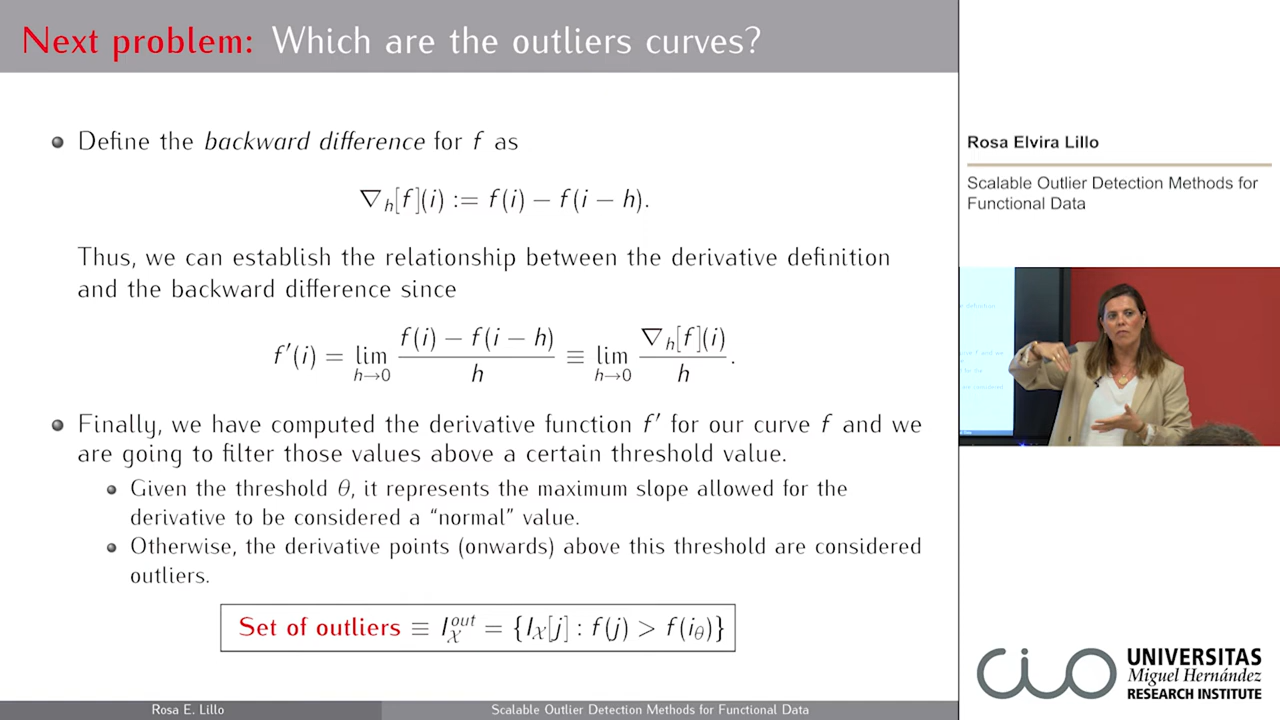 Next problem: Which are the outliers curves?
Define the backward difference for f as
∇h[f](i) := f(i) − f(i − h).
Thus, we can establish the relationship between the derivative definition
and the backward difference since
f′(i) = lim h→0 f(i) − f(i − h) / h ≡ lim h→0 ∇h[f](i) / h .
Finally, we have computed the derivative function f′ for our curve f and we
are going to filter those values above a certain threshold value.
Given the threshold θ, it represents the maximum slope allowed for the
derivative to be considered a “normal” value.
Otherwise, the derivative points (onwards) above this threshold are considered
outliers.
Set of outliers ≡ I_X^out = {I_X[j] : f(j) > f(i_θ)}
Rosa E. Lillo
Scalable Outlier Detection Methods for Functional Data
Rosa Elvira Lillo
Scalable Outlier Detection Methods for
Functional Data
CIO
UNIVERSITAS
Miguel Hernández
RESEARCH INSTITUTE